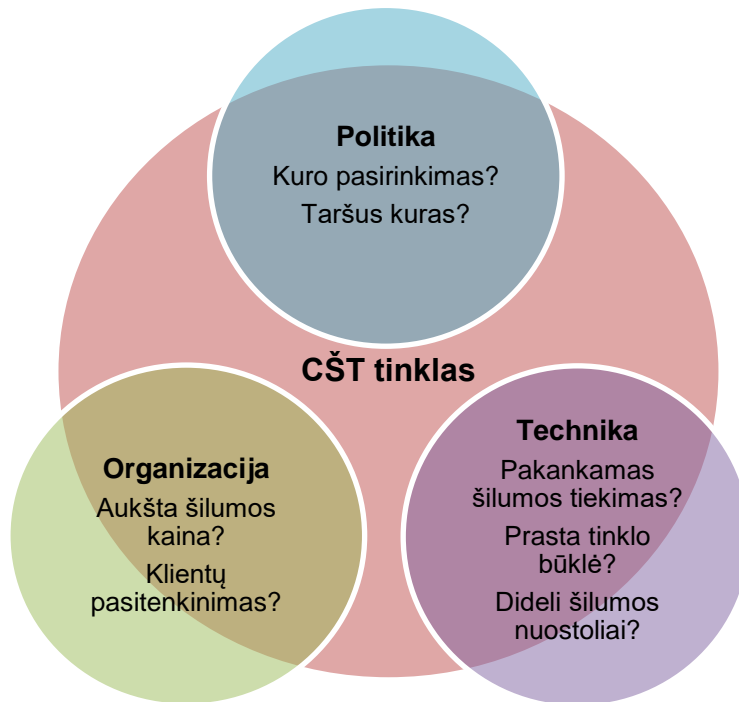 Politika
Kuro pasirinkimas?
Taršus kuras?
CŠT tinklas
Organizacija
Aukšta šilumos
kaina?
Klientų
pasitenkinimas?
Technika
Pakankamas
šilumos tiekimas?
Prasta tinklo
būklė?
Dideli šilumos
nuostoliai?